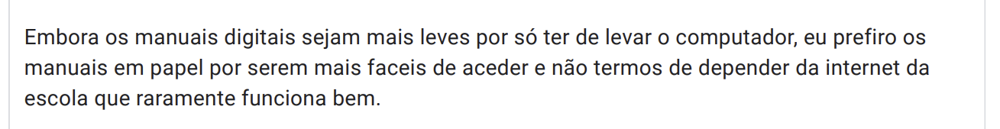 Embora os manuais digitais sejam mais leves por só ter de levar o computador, eu prefiro os
manuais em papel por serem mais faceis de aceder e não termos de depender da internet da
escola que raramente funciona bem.